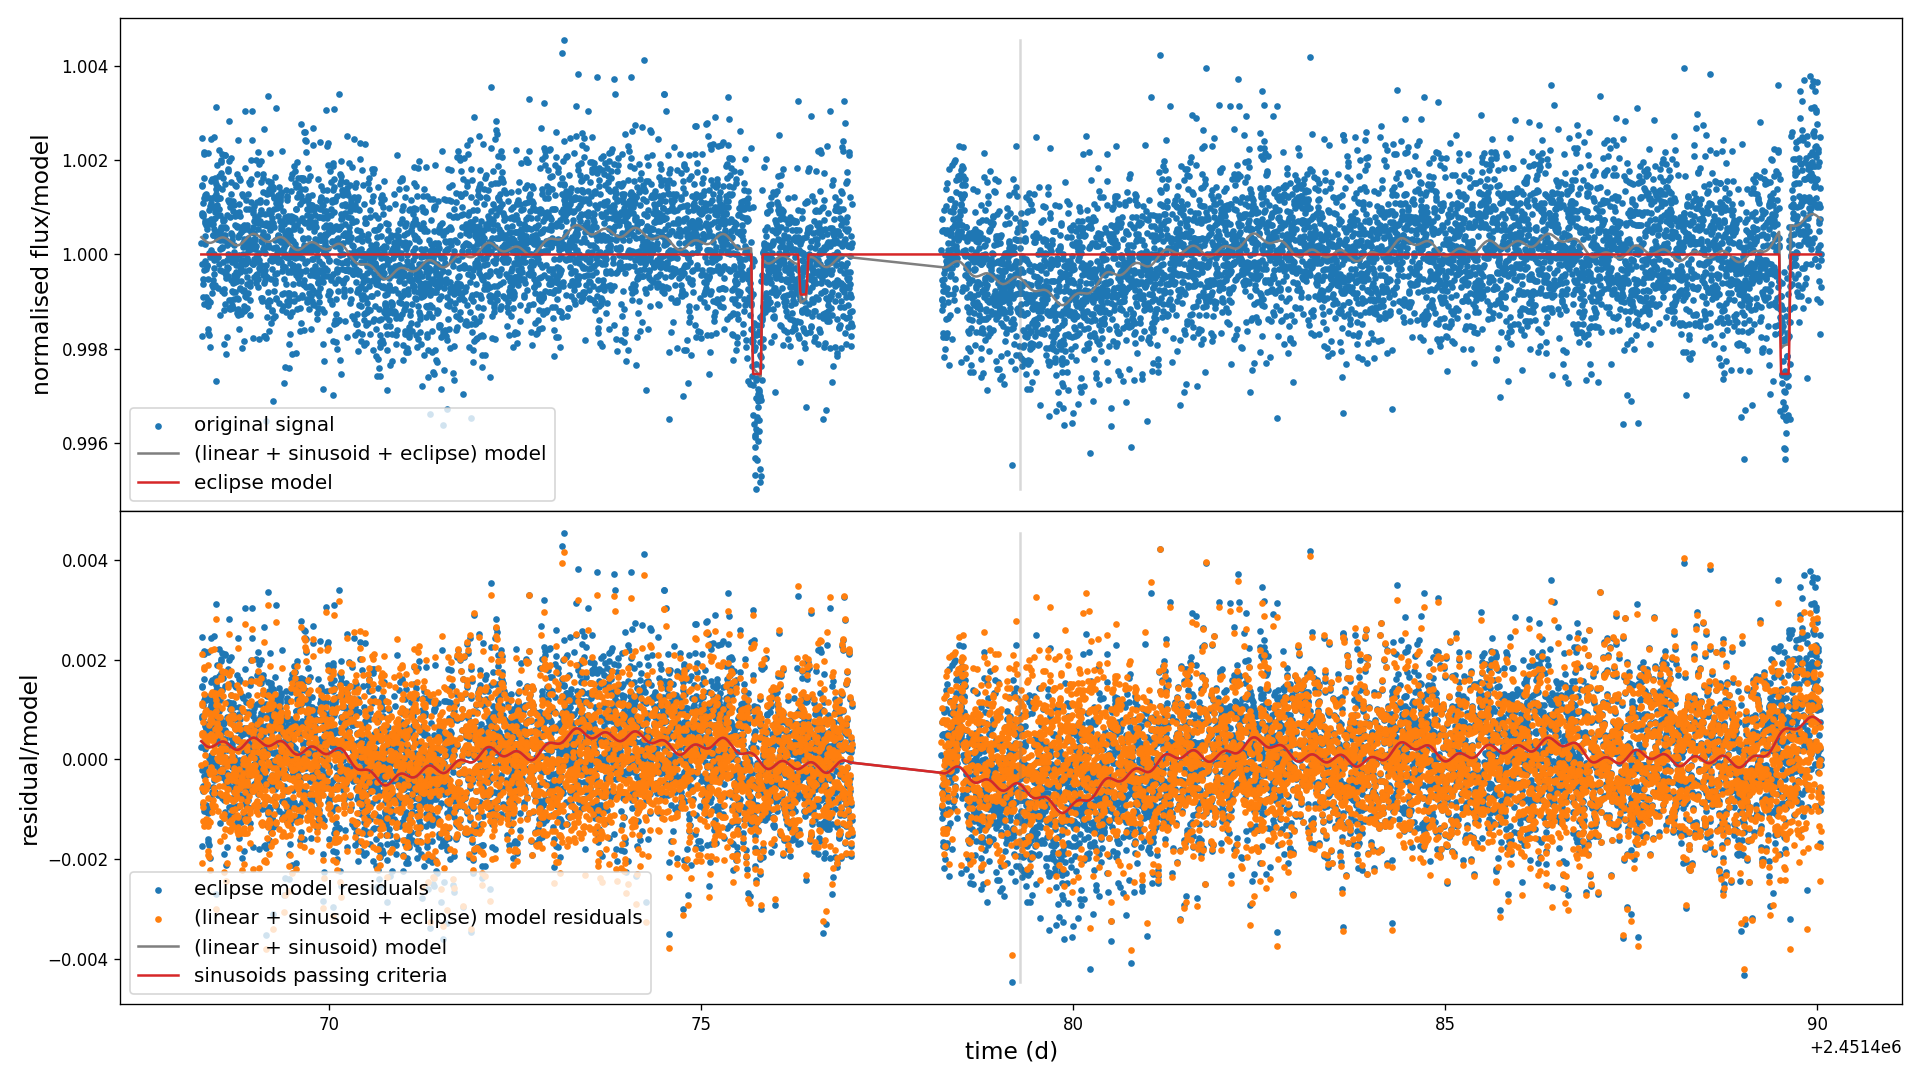 normalised flux/model
1.004
1.002
1.000
0.998
0.996
original signal
(linear + sinusoid + eclipse) model
eclipse model
residual/model
0.004
0.002
0.000
−0.002
−0.004
eclipse model residuals
(linear + sinusoid + eclipse) model residuals
(linear + sinusoid) model
sinusoids passing criteria
70
75
80
85
90
time (d)
+2.4514e6